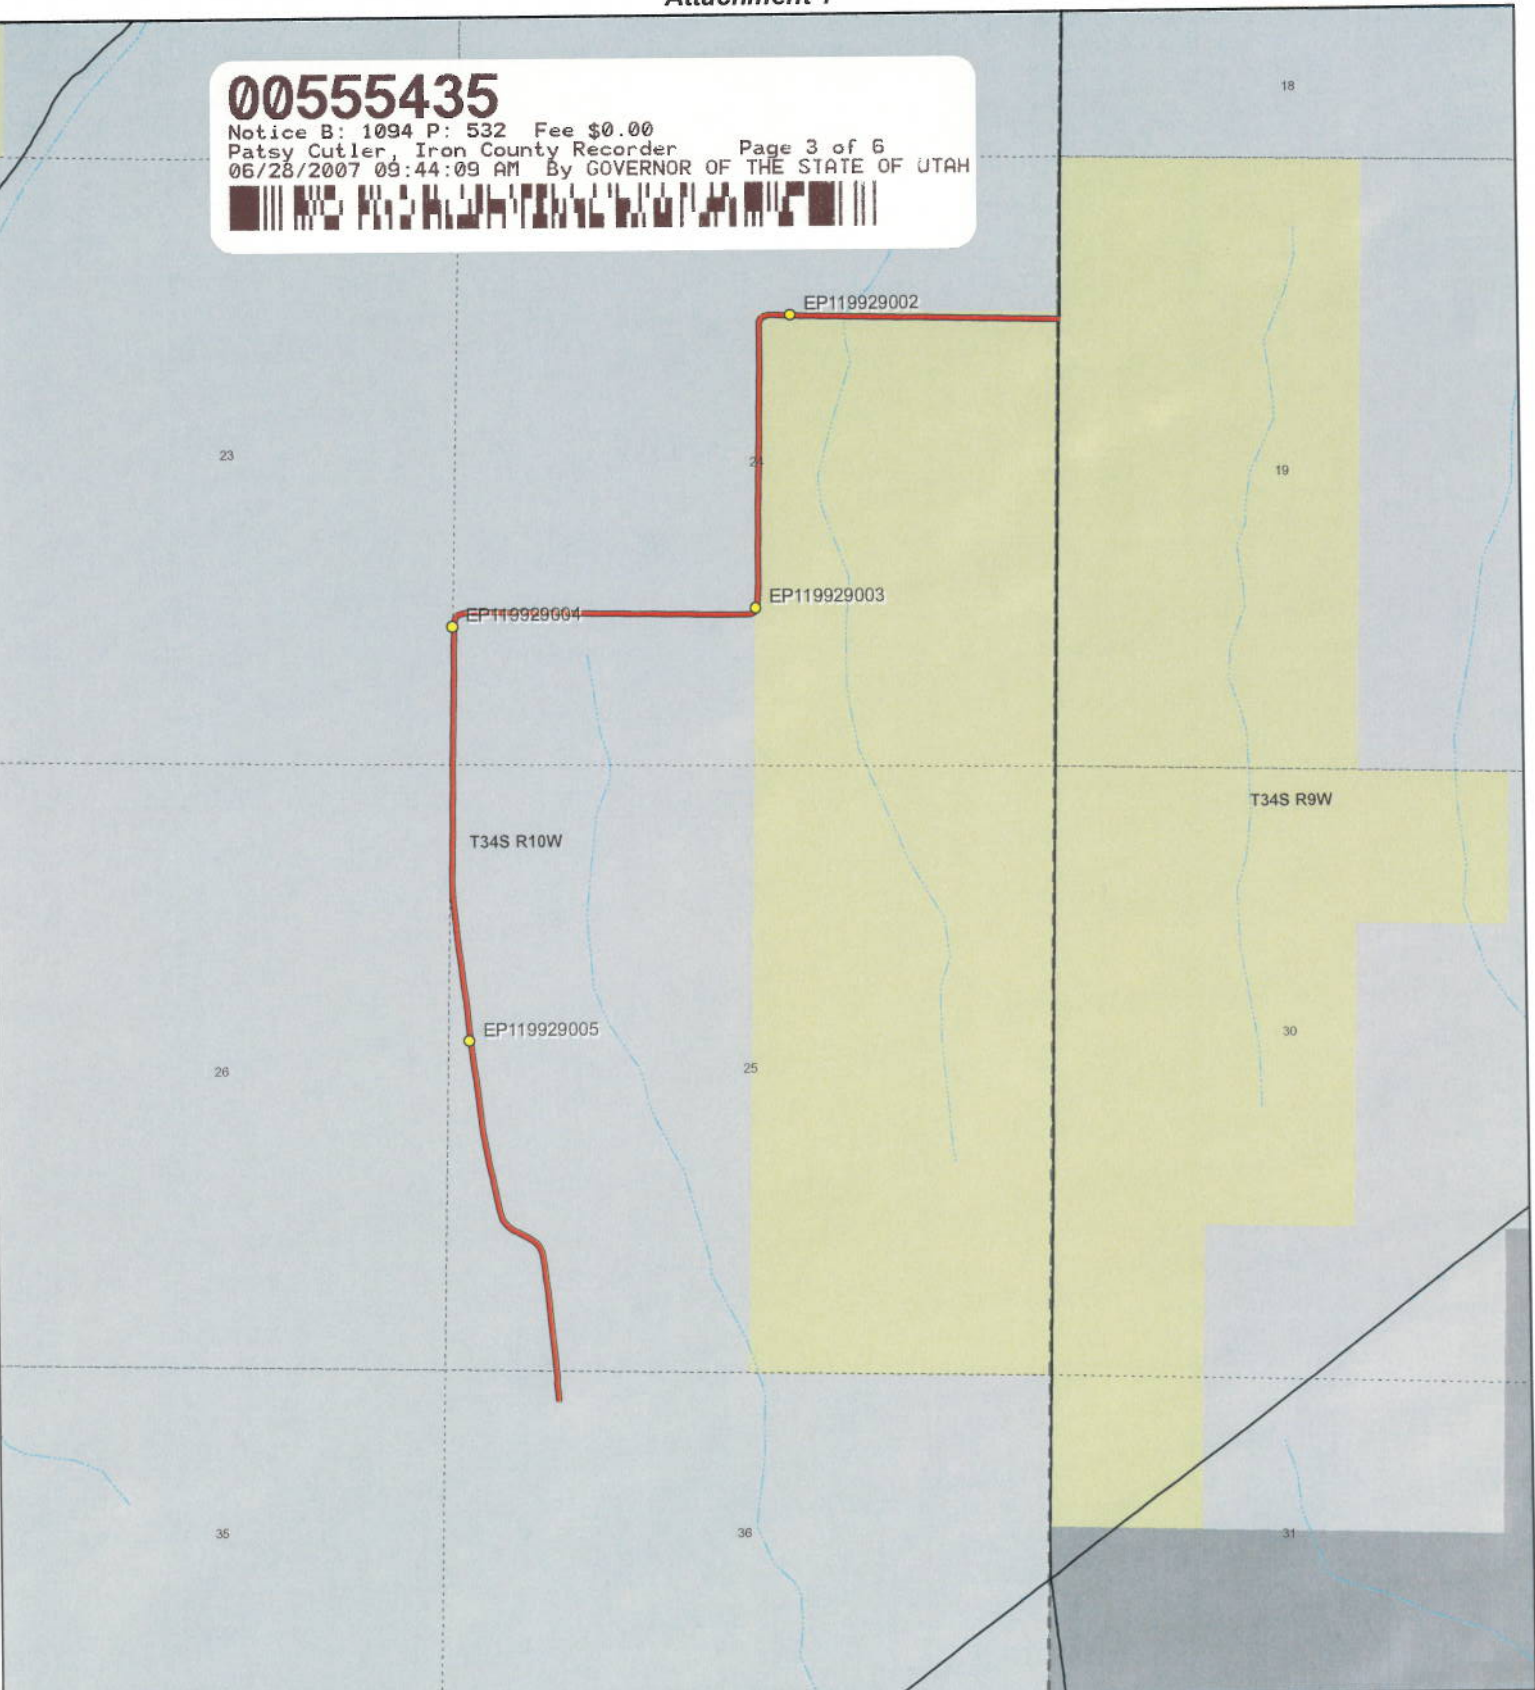 00555435
Notice B: 1094 P: 532 Fee $0.00
Patsy Cutler, Iron County Recorder Page 3 of 6
06/28/2007 09:44:09 AM By GOVERNOR OF THE STATE OF UTAH
18
EP119929002
23
24
19
EP119929003
EP119929004
T34S R9W
T34S R10W
EP119929005
30
26
25
35
36
31